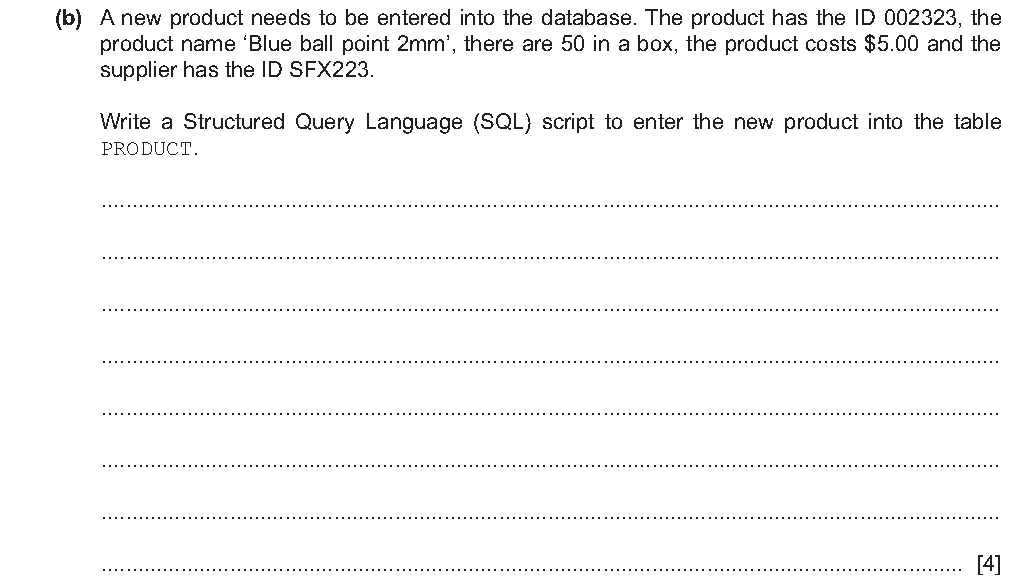 (b) A new product needs to be entered into the database. The product has the ID 002323, the
product name ‘Blue ball point 2mm’, there are 50 in a box, the product costs $5.00 and the
supplier has the ID SFX223.
Write a Structured Query Language (SQL) script to enter the new product into the table
PRODUCT.
[4]